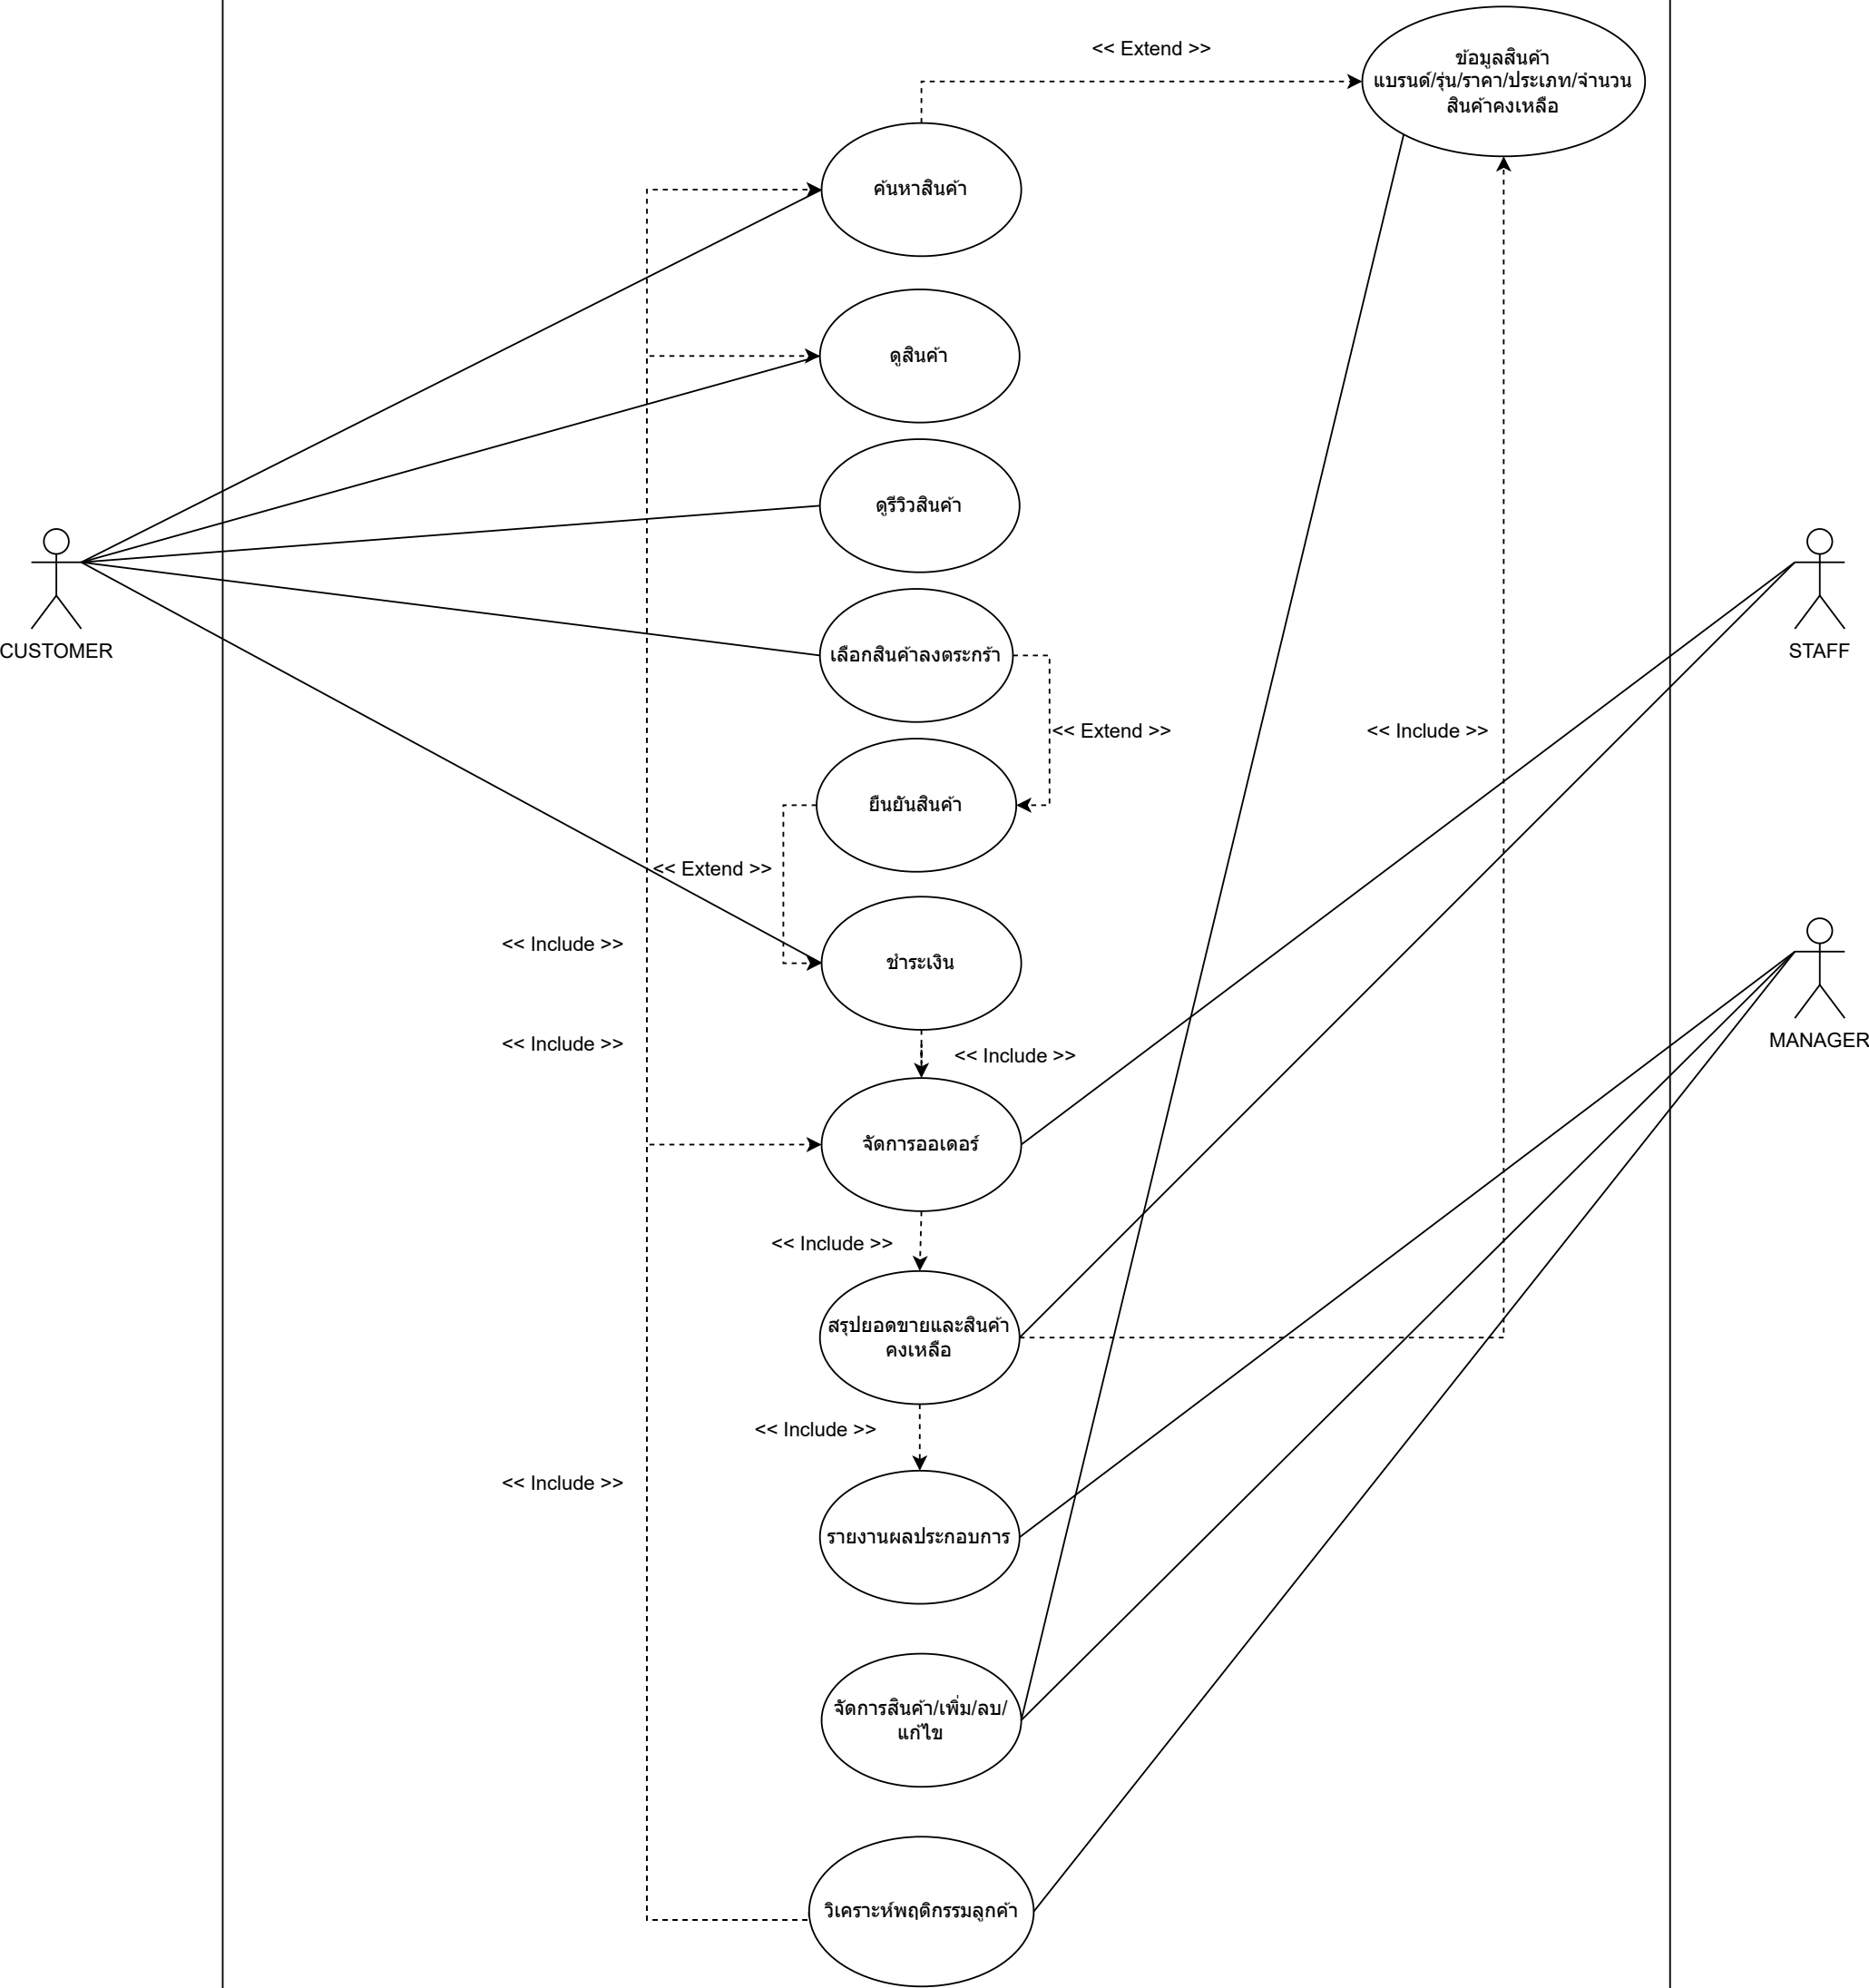 << Extend >>
ข้อมูลสินค้า
แบรนด์/รุ่น/ราคา/ประเภท/จำนวน
สินค้าคงเหลือ
ค้นหาสินค้า
ดูสินค้า
ดูรีวิวสินค้า
CUSTOMER
STAFF
เลือกสินค้าลงตระกร้า
<< Extend >>
<< Include >>
ยืนยันสินค้า
<< Extend >>
<< Include >>
ชำระเงิน
MANAGER
<< Include >>
<< Include >>
จัดการออเดอร์
<< Include >>
สรุปยอดขายและสินค้า
คงเหลือ
<< Include >>
<< Include >>
รายงานผลประกอบการ
จัดการสินค้า/เพิ่ม/ลบ/
แก้ไข
วิเคราะห์พฤติกรรมลูกค้า